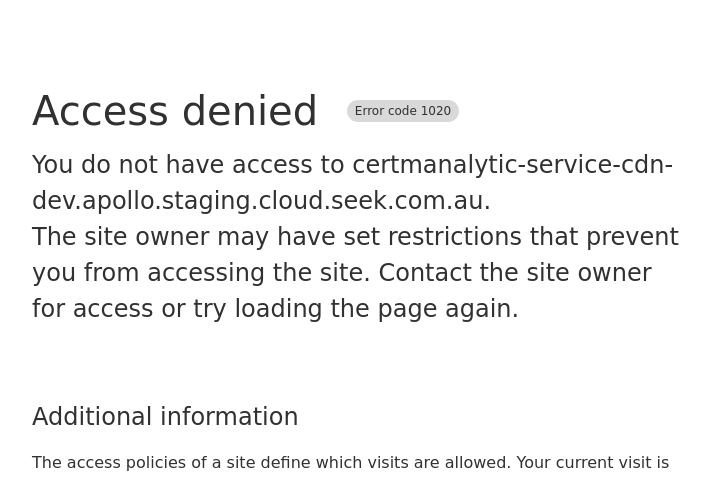 Access denied
Error code 1020
You do not have access to certmanalytic-service-cdn-
dev.apollo.staging.cloud.seek.com.au.
The site owner may have set restrictions that prevent
you from accessing the site. Contact the site owner
for access or try loading the page again.
Additional information
The access policies of a site define which visits are allowed. Your current visit is